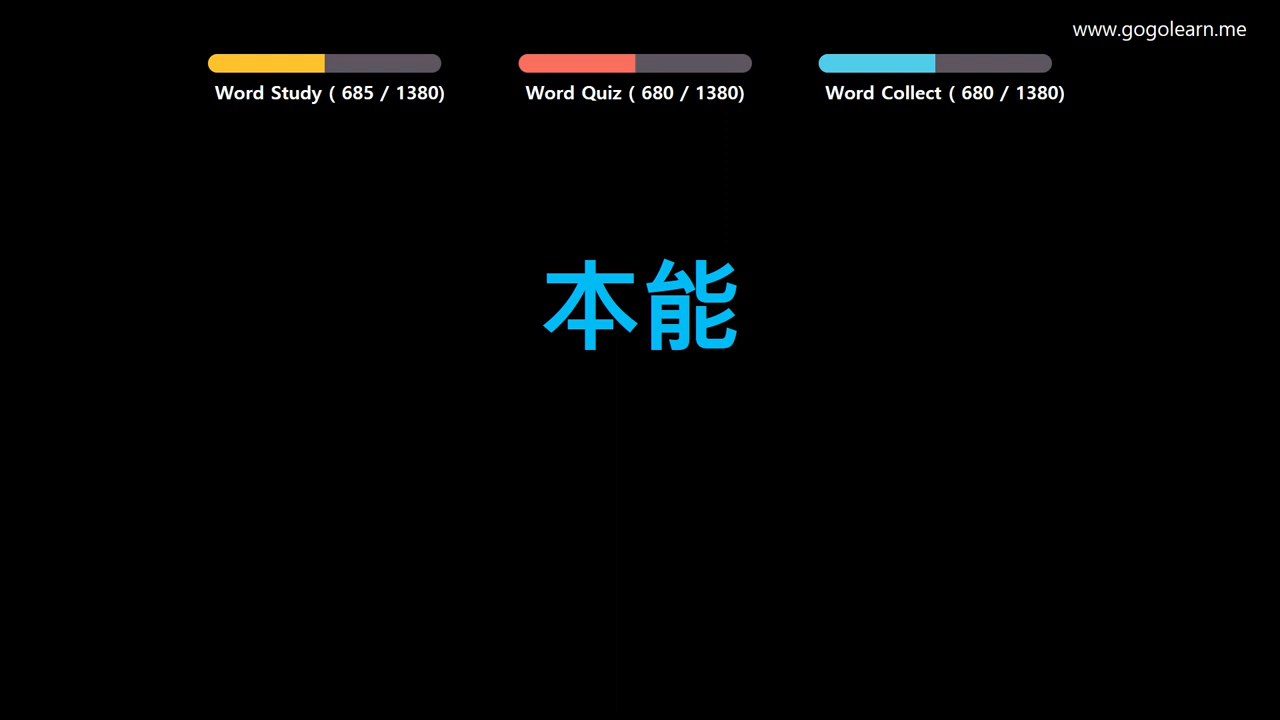 www.gogolearn.me
Word Study ( 685 / 1380)
Word Quiz ( 680 / 1380)
Word Collect ( 680 / 1380)
本能